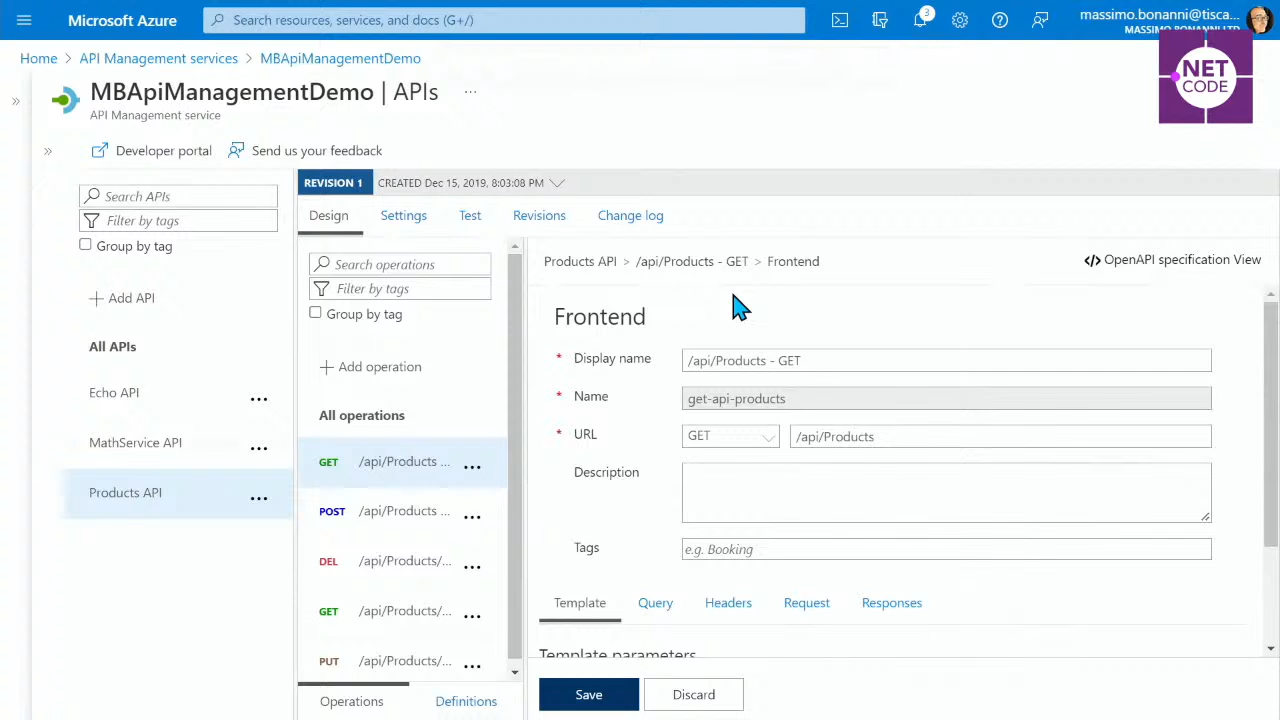 Microsoft Azure
Search resources, services, and docs (G+/)
3
massimo.bonanni@tisca...
MASSIMO BONANNI LTD
Home > API Management services > MBApiManagementDemo
NET
CODE
MBApiManagementDemo | APIs ...
API Management service
Developer portal
Send us your feedback
Search APIs
Filter by tags
Group by tag
+ Add API
All APIs
Echo API ...
MathService API ...
Products API ...
REVISION 1
CREATED Dec 15, 2019, 8:03:08 PM
Design
Settings
Test
Revisions
Change log
Search operations
Filter by tags
Group by tag
+ Add operation
All operations
GET /api/Products ... ...
POST /api/Products ... ...
DEL /api/Products/... ...
GET /api/Products/... ...
PUT /api/Products/... ...
Operations
Definitions
Products API > /api/Products - GET > Frontend
</> OpenAPI specification View
Frontend
* Display name
/api/Products - GET
* Name
get-api-products
* URL
GET
/api/Products
Description
Tags
e.g. Booking
Template
Query
Headers
Request
Responses
Template parameters
Save
Discard